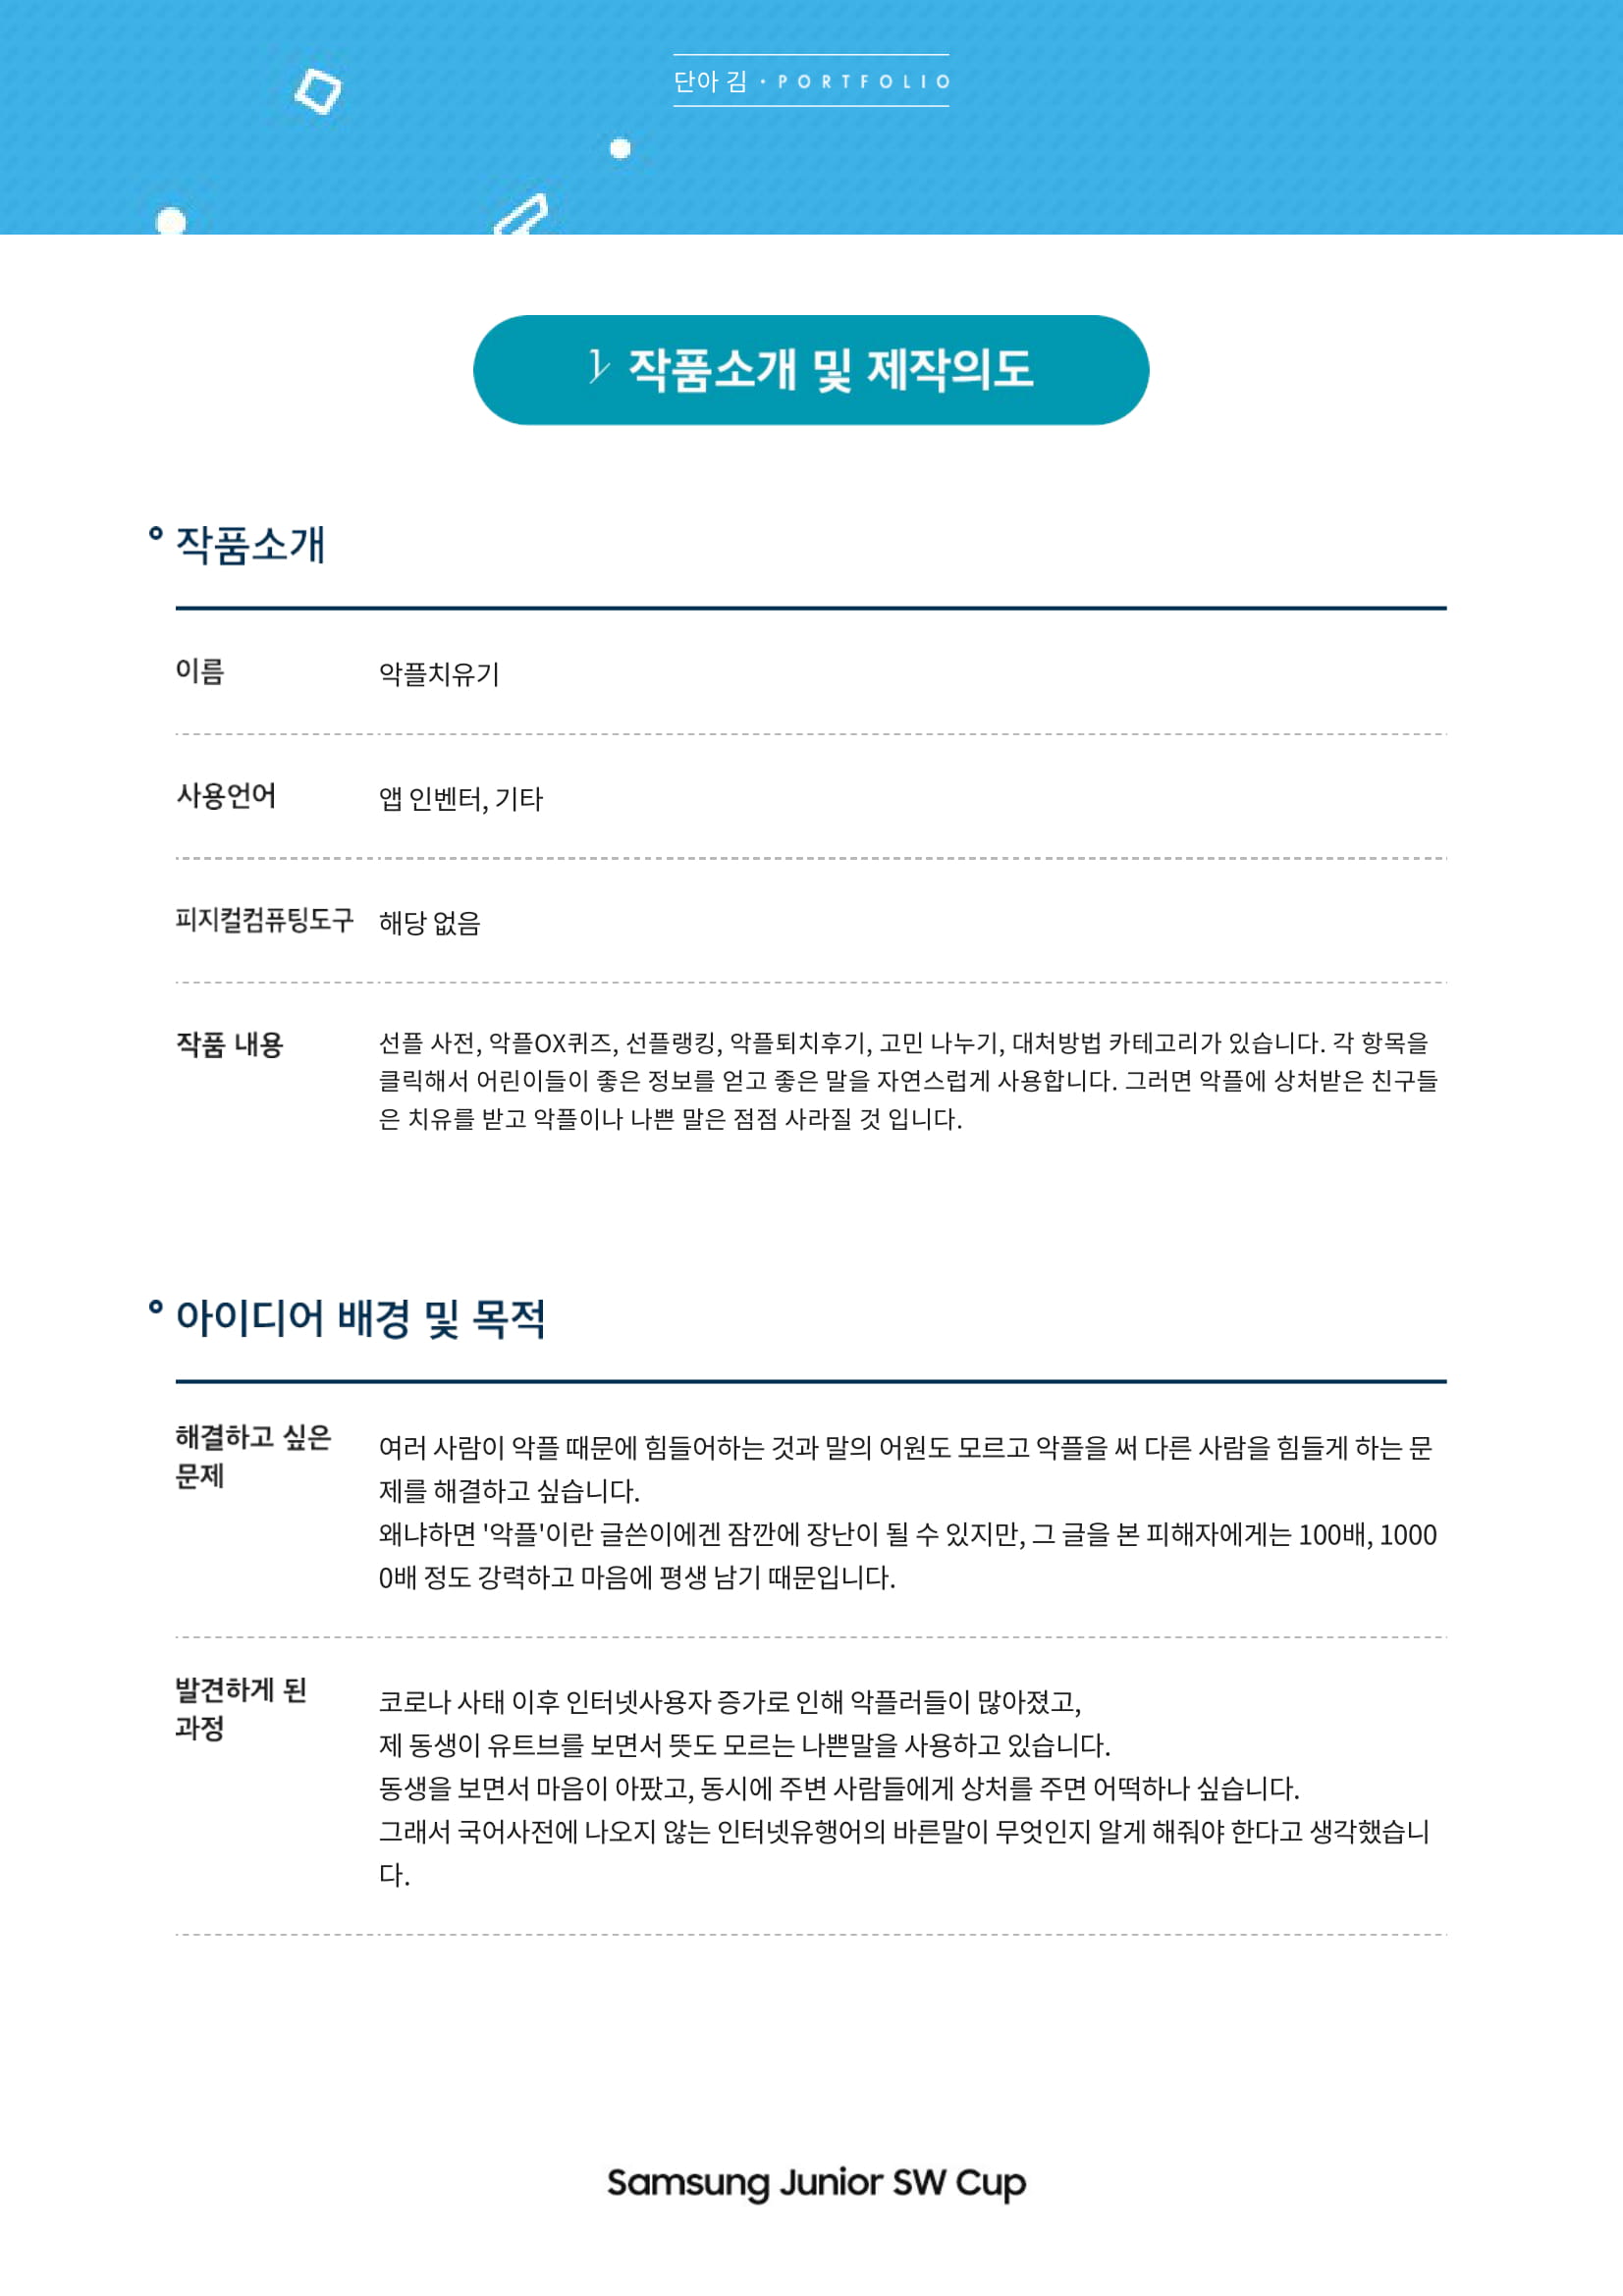 단아 김 · PORTFOLIO
1 작품소개 및 제작의도
작품소개
이름
악플치유기
사용언어
앱 인벤터, 기타
피지컬컴퓨팅도구
해당 없음
작품 내용
선플 사전, 악플OX퀴즈, 선플랭킹, 악플퇴치후기, 고민 나누기, 대처방법 카테고리가 있습니다. 각 항목을
클릭해서 어린이들이 좋은 정보를 얻고 좋은 말을 자연스럽게 사용합니다. 그러면 악플에 상처받은 친구들
은 치유를 받고 악플이나 나쁜 말은 점점 사라질 것 입니다.
아이디어 배경 및 목적
해결하고 싶은
문제
여러 사람이 악플 때문에 힘들어하는 것과 말의 어원도 모르고 악플을 써 다른 사람을 힘들게 하는 문
제를 해결하고 싶습니다.
왜냐하면 '악플'이란 글쓴이에겐 잠깐에 장난이 될 수 있지만, 그 글을 본 피해자에게는 100배, 1000
0배 정도 강력하고 마음에 평생 남기 때문입니다.
발견하게 된
과정
코로나 사태 이후 인터넷사용자 증가로 인해 악플러들이 많아졌고,
제 동생이 유트브를 보면서 뜻도 모르는 나쁜말을 사용하고 있습니다.
동생을 보면서 마음이 아팠고, 동시에 주변 사람들에게 상처를 주면 어떡하나 싶습니다.
그래서 국어사전에 나오지 않는 인터넷유행어의 바른말이 무엇인지 알게 해줘야 한다고 생각했습니
다.
Samsung Junior SW Cup